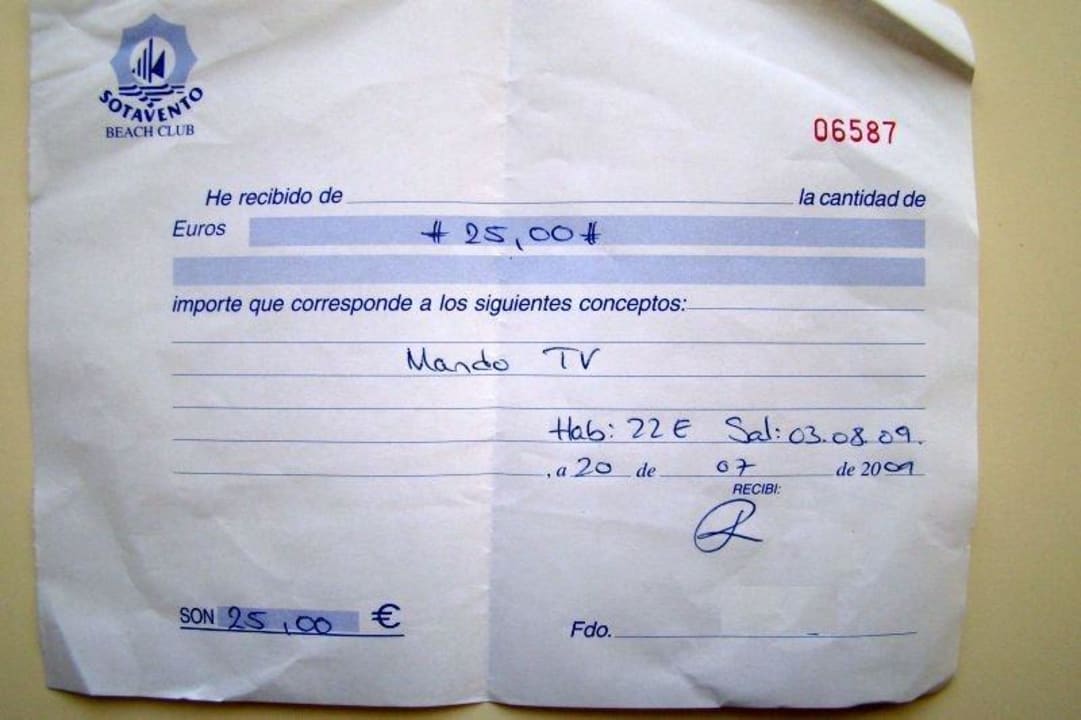 SOTAVENTO
BEACH CLUB
06587
He recibido de la cantidad de
Euros # 25,00 #
importe que corresponde a los siguientes conceptos:
Mando TV
Hab: 22 E Sal: 03.08.09.
, a 20 de 07 de 2009
RECIBI:
SON 25,00 €
Fdo.